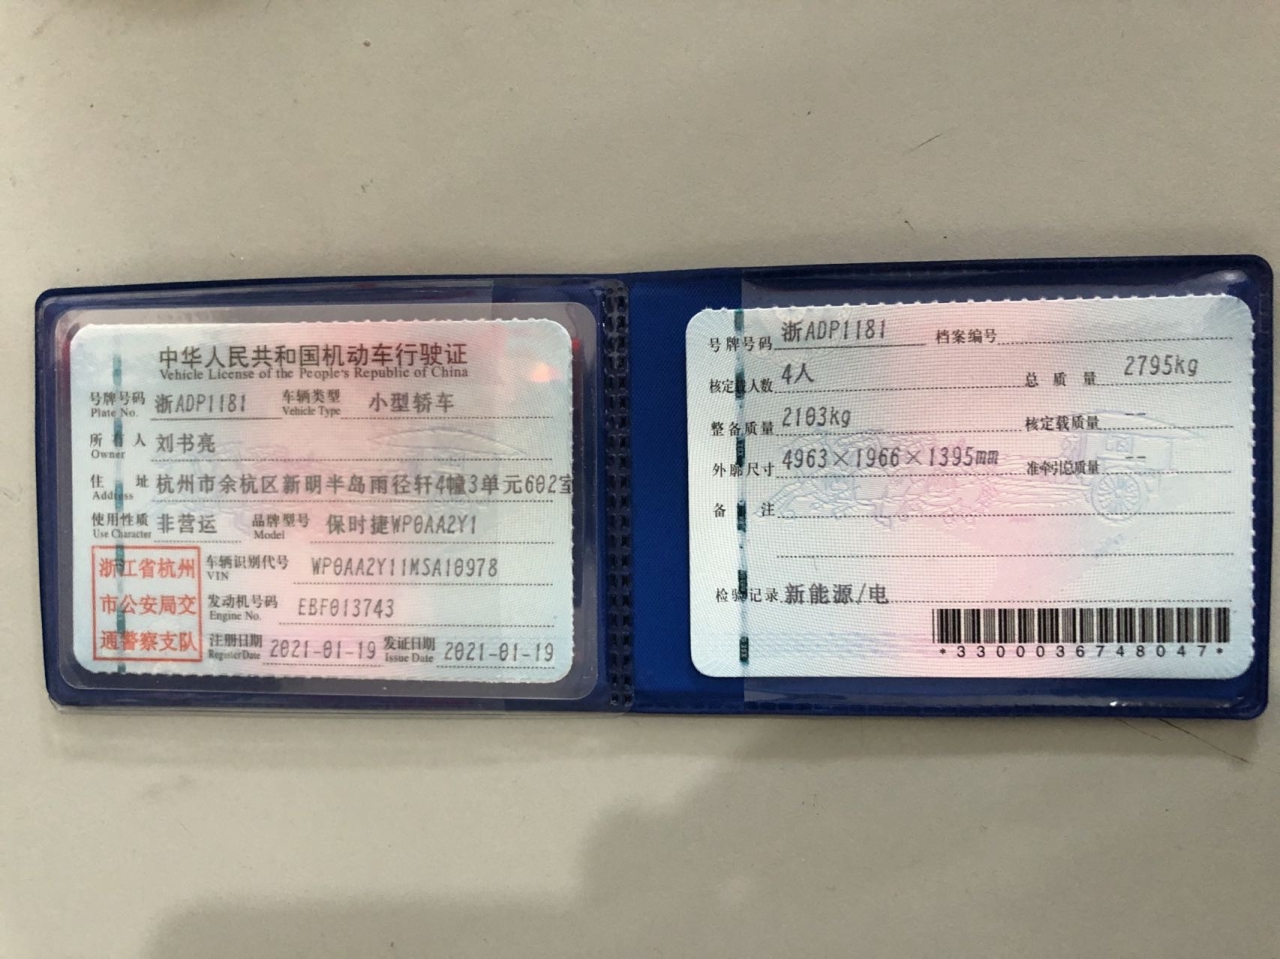 中华人民共和国机动车行驶证
Vehicle License of the People's Republic of China
号牌号码 浙ADP1181 车辆类型 小型轿车
Plate No. Vehicle Type
所有人 刘书亮
Owner
住址 杭州市余杭区新明半岛雨径轩4幢3单元602室
Address
使用性质 非营运 品牌型号 保时捷WP0AA2Y1
Use Character Model
浙江省杭州
市公安局交
通警察支队
车辆识别代号 WP0AA2Y11MSA10978
VIN
发动机号码 EBF013743
Engine No.
注册日期 2021-01-19 发证日期 2021-01-19
Register Date Issue Date
号牌号码 浙ADP1181 档案编号
核定载人数 4人 总质量 2795kg
整备质量 2103kg 核定载质量 --
外廓尺寸 4963×1966×1395mm 准牵引总质量 --
备注
检验记录 新能源/电
*3300036748047*